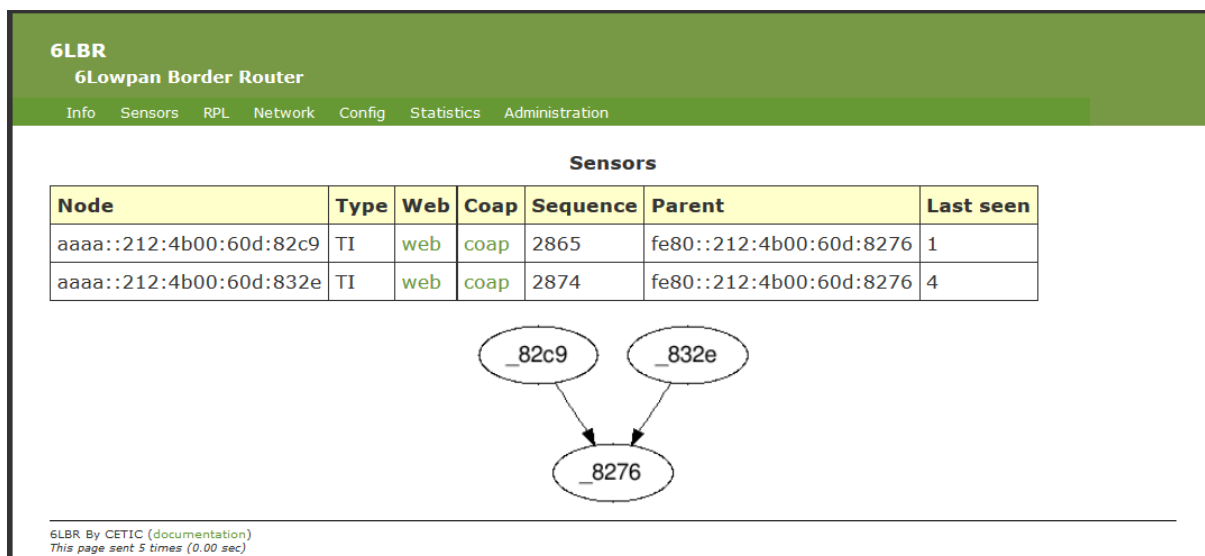 6LBR
6Lowpan Border Router
Info Sensors RPL Network Config Statistics Administration
Sensors
Node Type Web Coap Sequence Parent Last seen
aaaa::212:4b00:60d:82c9 TI web coap 2865 fe80::212:4b00:60d:8276 1
aaaa::212:4b00:60d:832e TI web coap 2874 fe80::212:4b00:60d:8276 4
_82c9 _832e
_8276
6LBR By CETIC (documentation)
This page sent 5 times (0.00 sec)